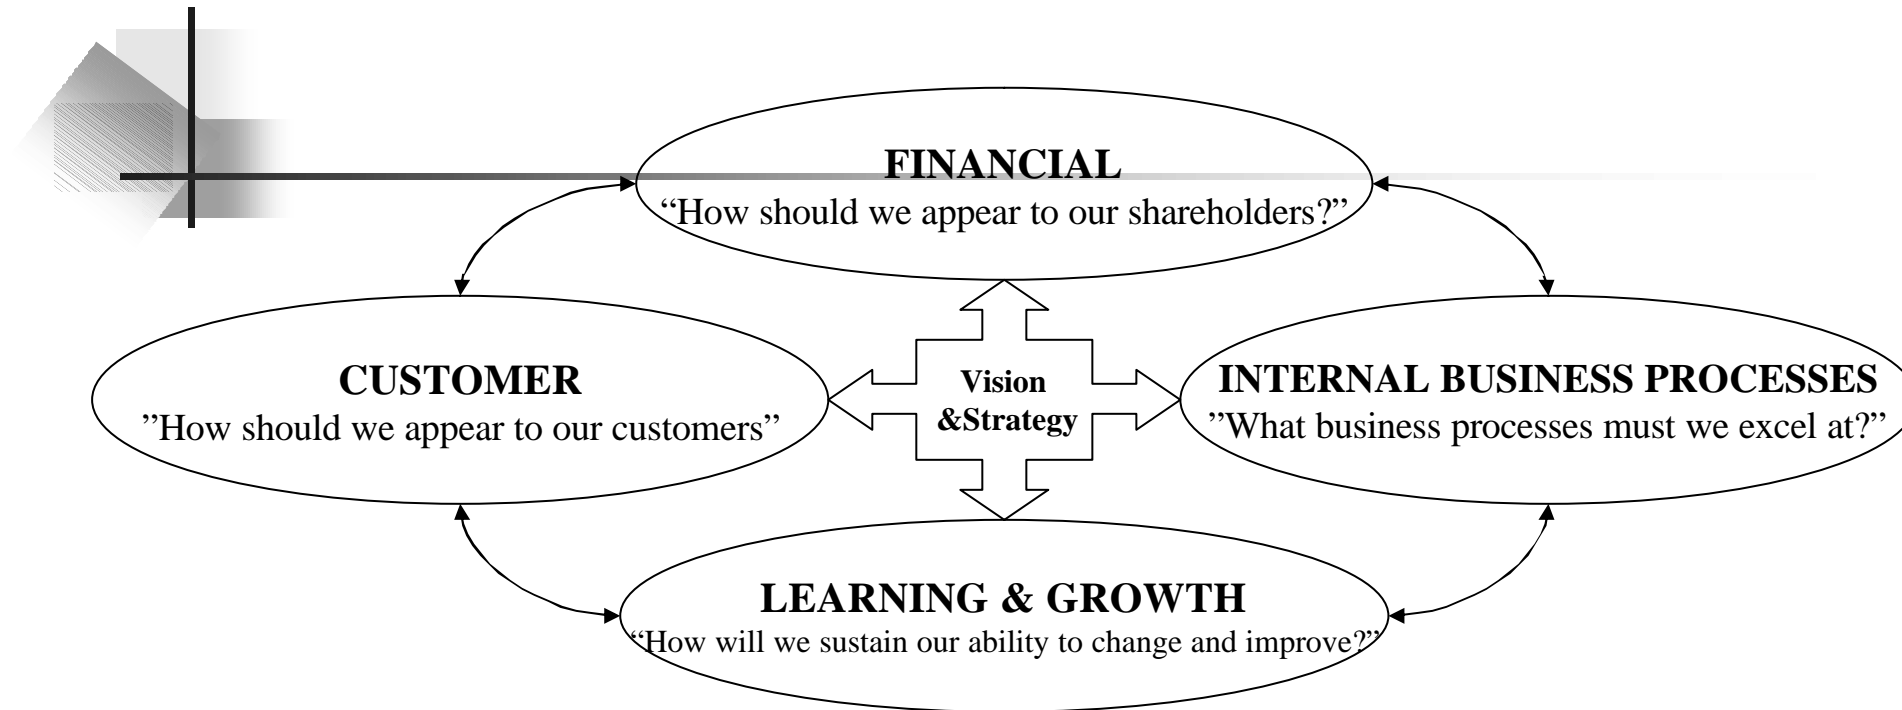 FINANCIAL
“How should we appear to our shareholders?”
CUSTOMER
”How should we appear to our customers”
Vision
&Strategy
INTERNAL BUSINESS PROCESSES
”What business processes must we excel at?”
LEARNING & GROWTH
“How will we sustain our ability to change and improve?”